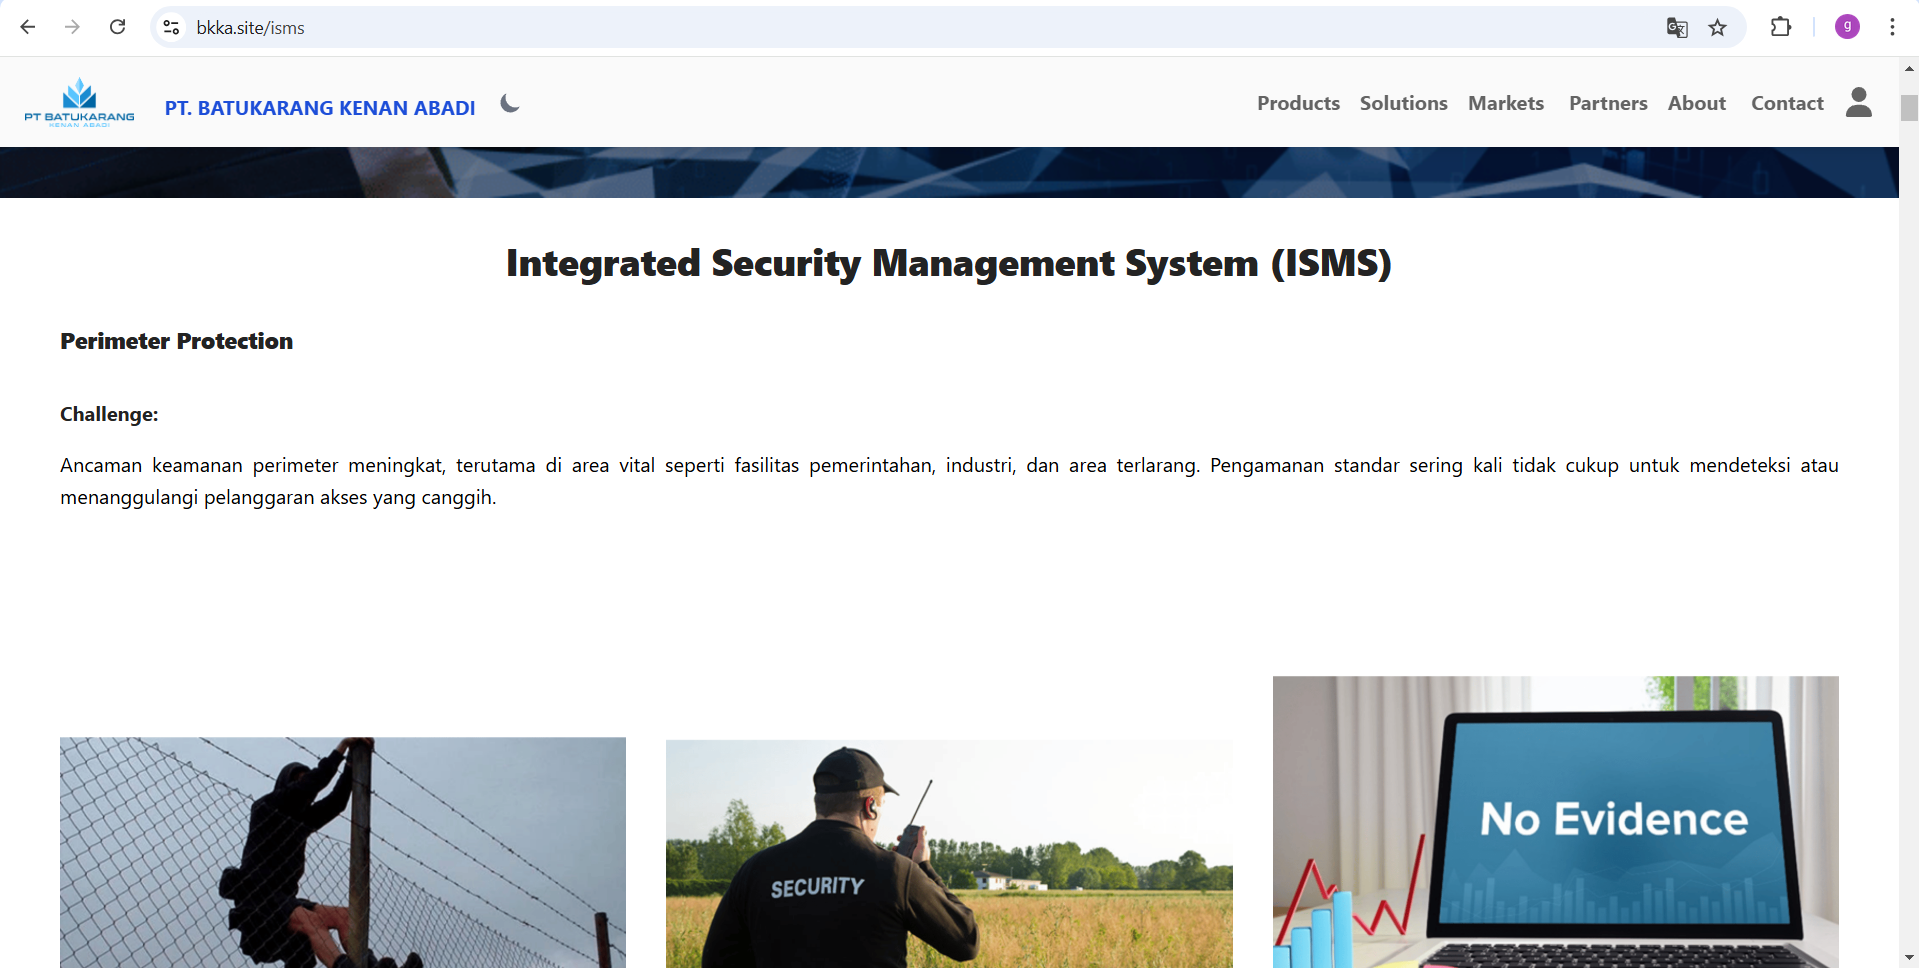 bkka.site/isms
g
PT BATUKARANG
KENAN ABADI
PT. BATUKARANG KENAN ABADI
Products Solutions Markets Partners About Contact
Integrated Security Management System (ISMS)
Perimeter Protection
Challenge:
Ancaman keamanan perimeter meningkat, terutama di area vital seperti fasilitas pemerintahan, industri, dan area terlarang. Pengamanan standar sering kali tidak cukup untuk mendeteksi atau
menanggulangi pelanggaran akses yang canggih.
SECURITY
No Evidence